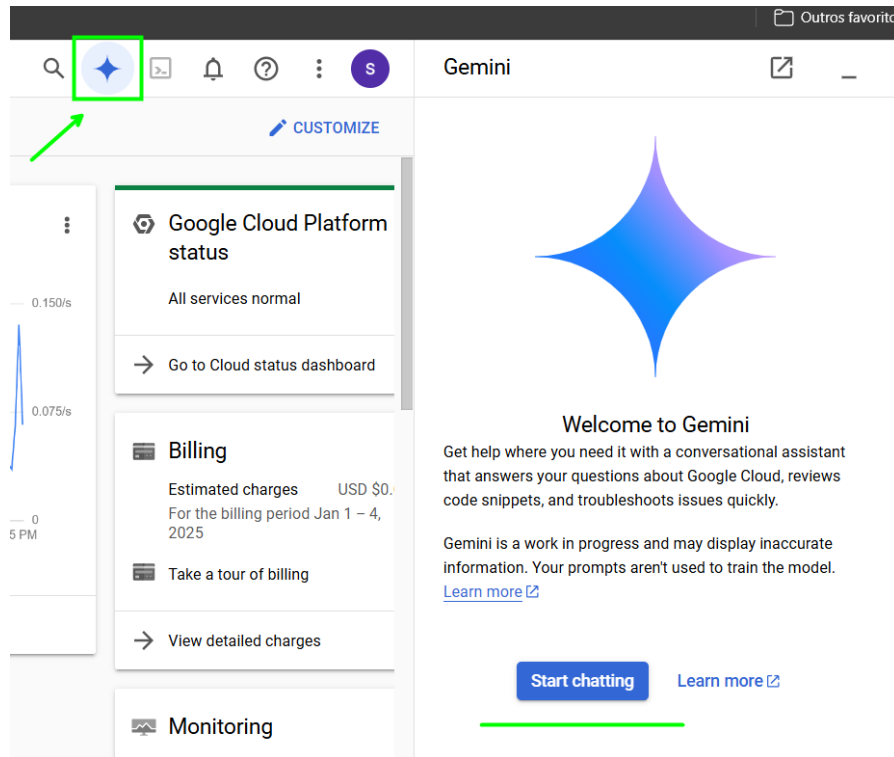 Outros favorito
S
Gemini
CUSTOMIZE
Google Cloud Platform
status
All services normal
0.150/s
Go to Cloud status dashboard
0.075/s
Welcome to Gemini
Billing
Get help where you need it with a conversational assistant
that answers your questions about Google Cloud, reviews
code snippets, and troubleshoots issues quickly.
Estimated charges USD $0.
For the billing period Jan 1 – 4,
2025
0
5 PM
Gemini is a work in progress and may display inaccurate
information. Your prompts aren't used to train the model.
Learn more
Take a tour of billing
View detailed charges
Start chatting Learn more
Monitoring